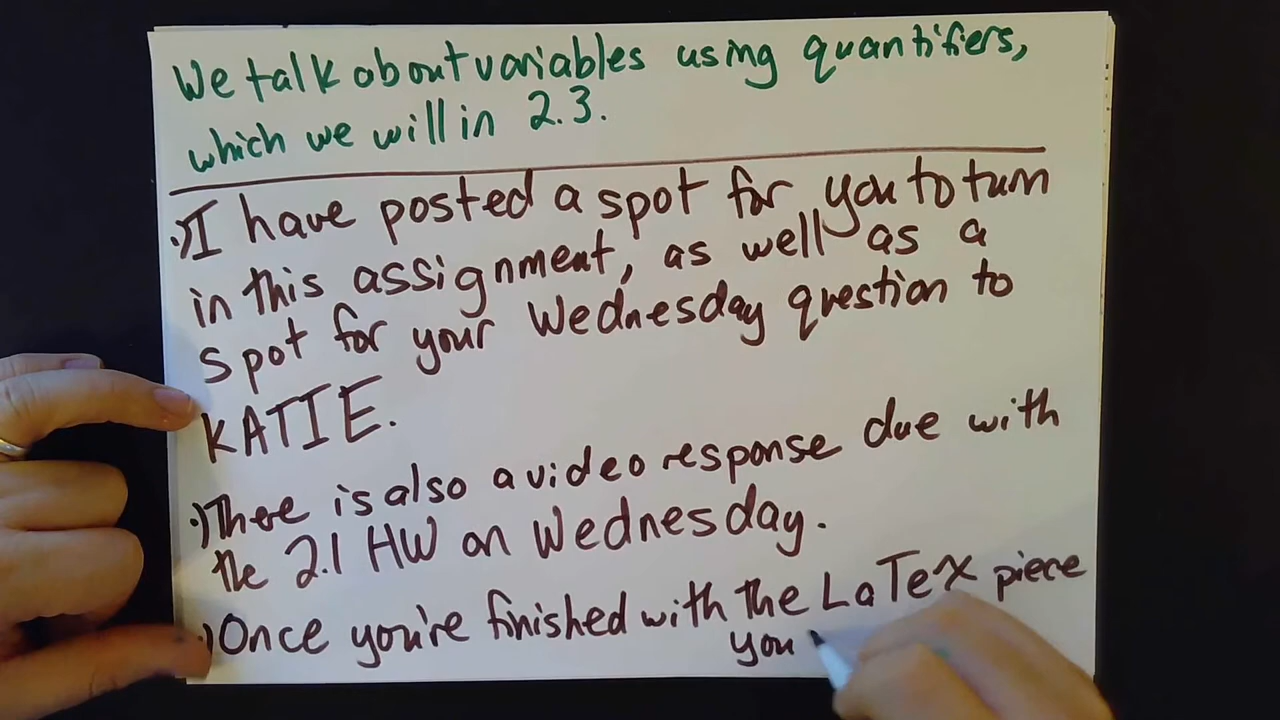 We talk about variables using quantifiers,
which we will in 2.3.
·) I have posted a spot for you to turn
in this assignment, as well as a
spot for your Wednesday question to
KATIE.
·) There is also a video response due with
the 2.1 HW on Wednesday.
·) Once you're finished with the LaTex piece
you